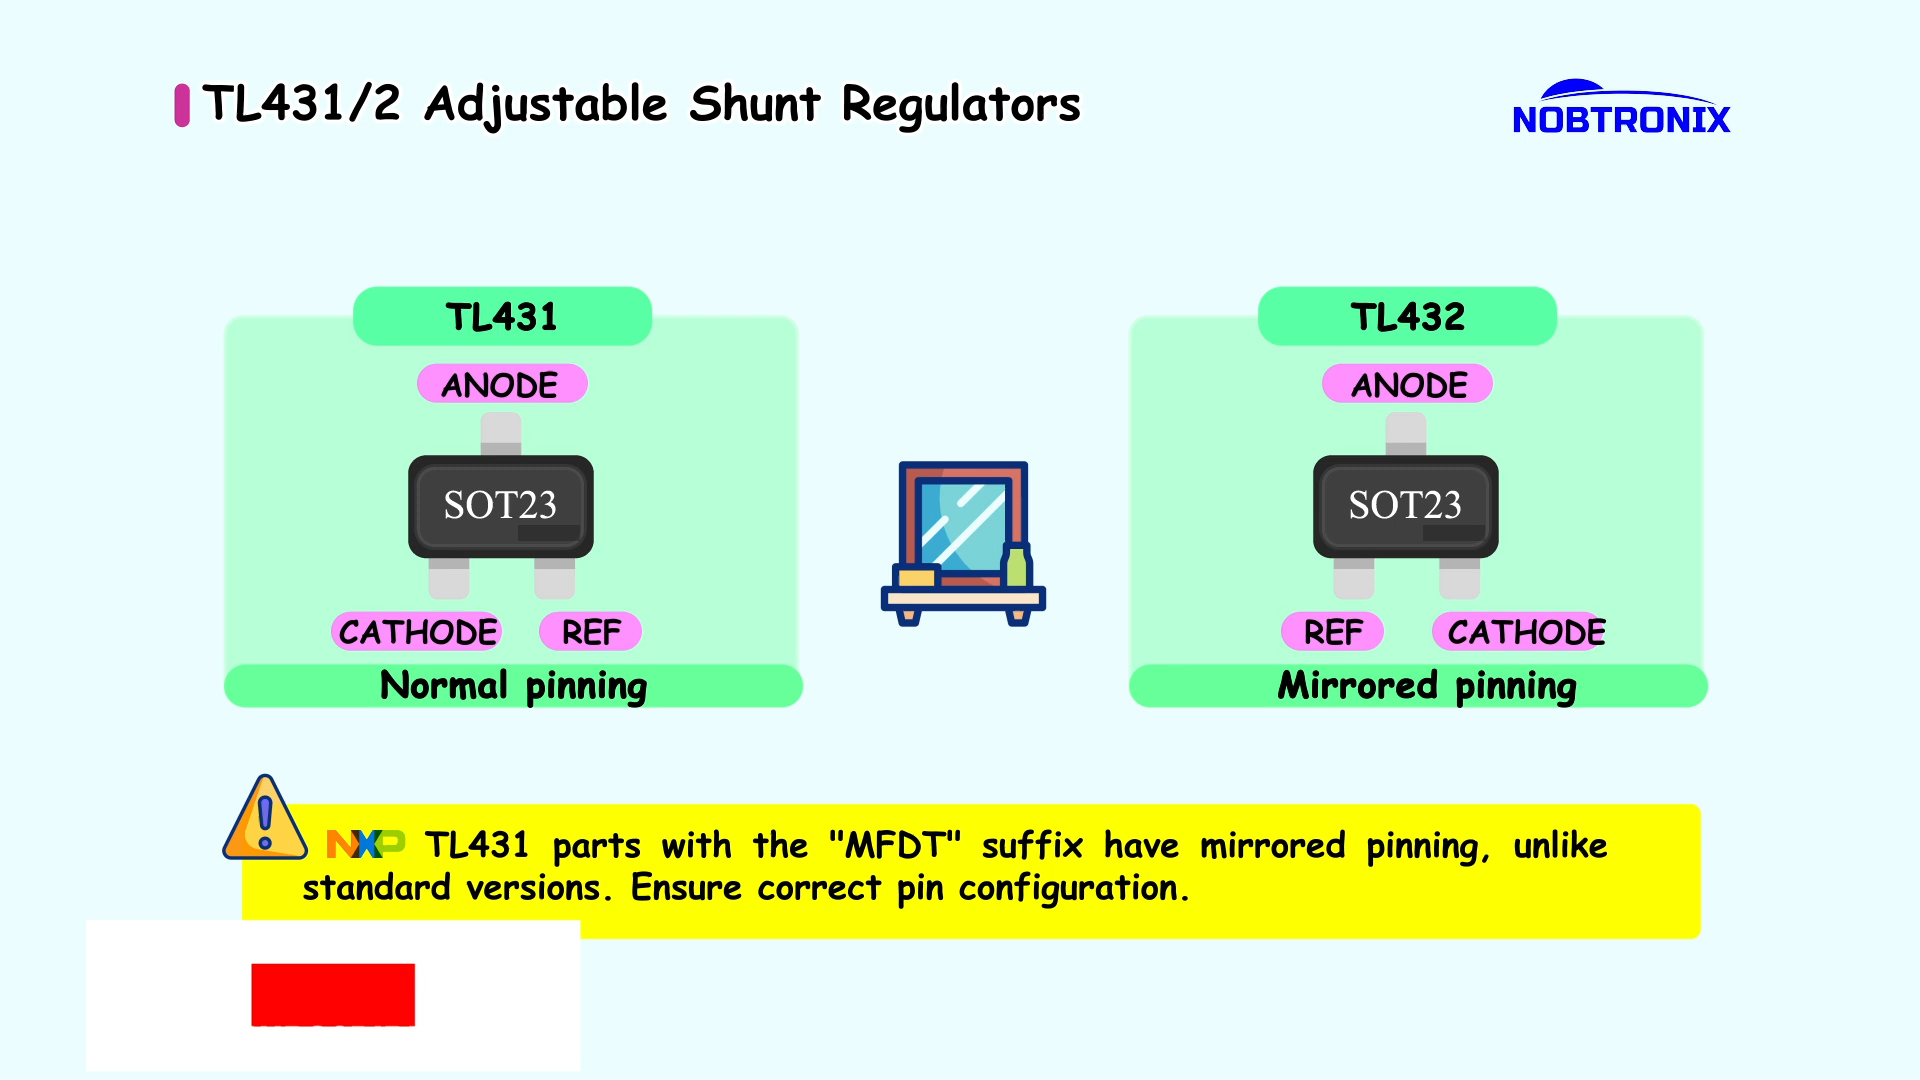 TL431/2 Adjustable Shunt Regulators
NOBTRONIX
TL431
ANODE
SOT23
CATHODE REF
Normal pinning
TL432
ANODE
SOT23
REF CATHODE
Mirrored pinning
NXP TL431 parts with the "MFDT" suffix have mirrored pinning, unlike
standard versions. Ensure correct pin configuration.